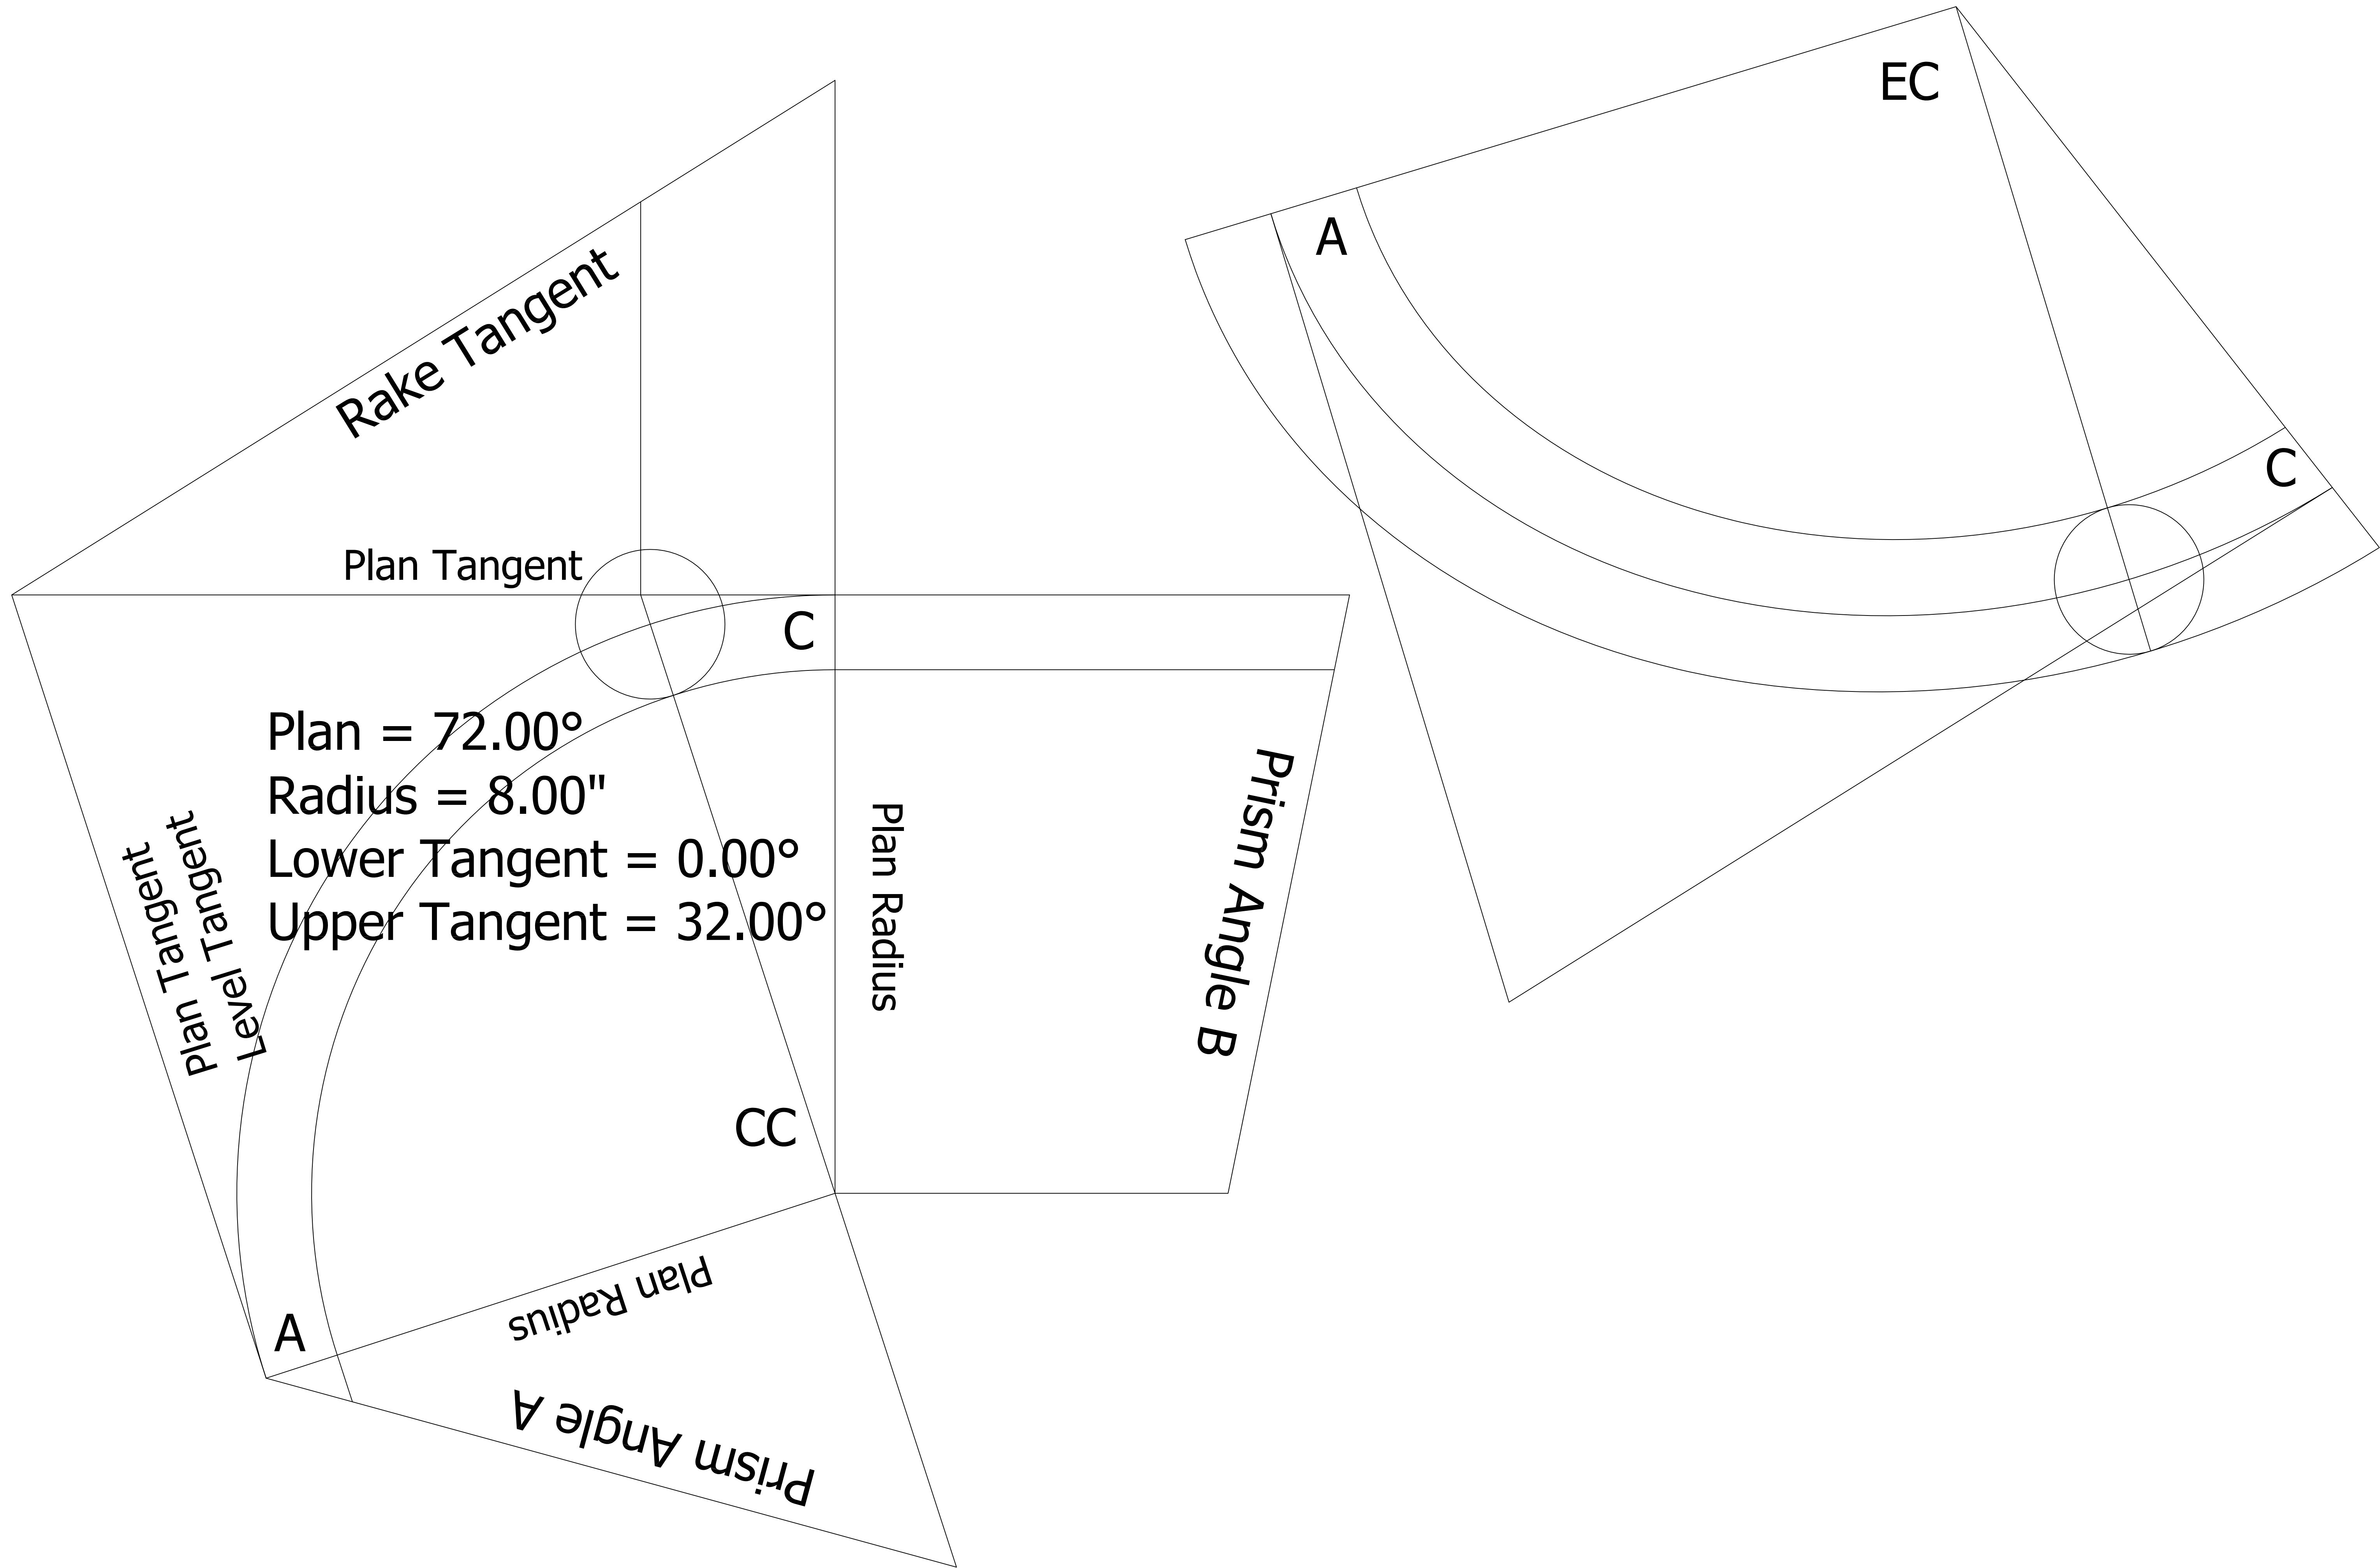 EC
A
C
Rake Tangent
Plan Tangent
C
Plan = 72.00°
Radius = 8.00"
Lower Tangent = 0.00°
Upper Tangent = 32.00°
Plan Tangent
Level Tangent
Plan Radius
Prism Angle B
CC
Plan Radius
A
Prism Angle A